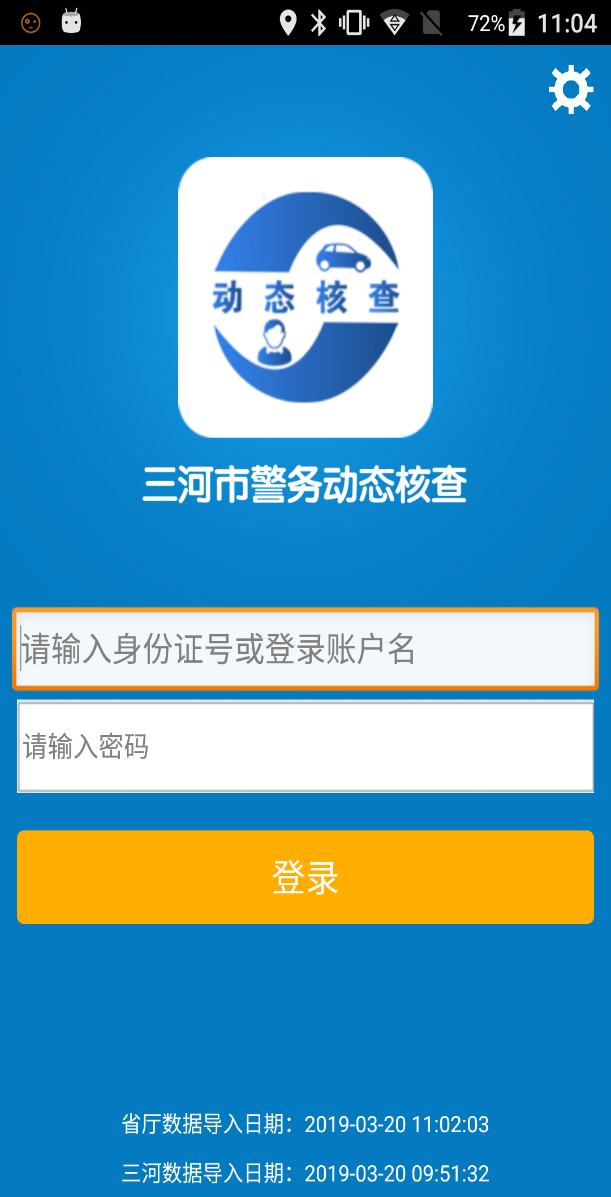 72% 11:04
动态核查
三河市警务动态核查
请输入身份证号或登录账户名
请输入密码
登录
省厅数据导入日期：2019-03-20 11:02:03
三河数据导入日期：2019-03-20 09:51:32